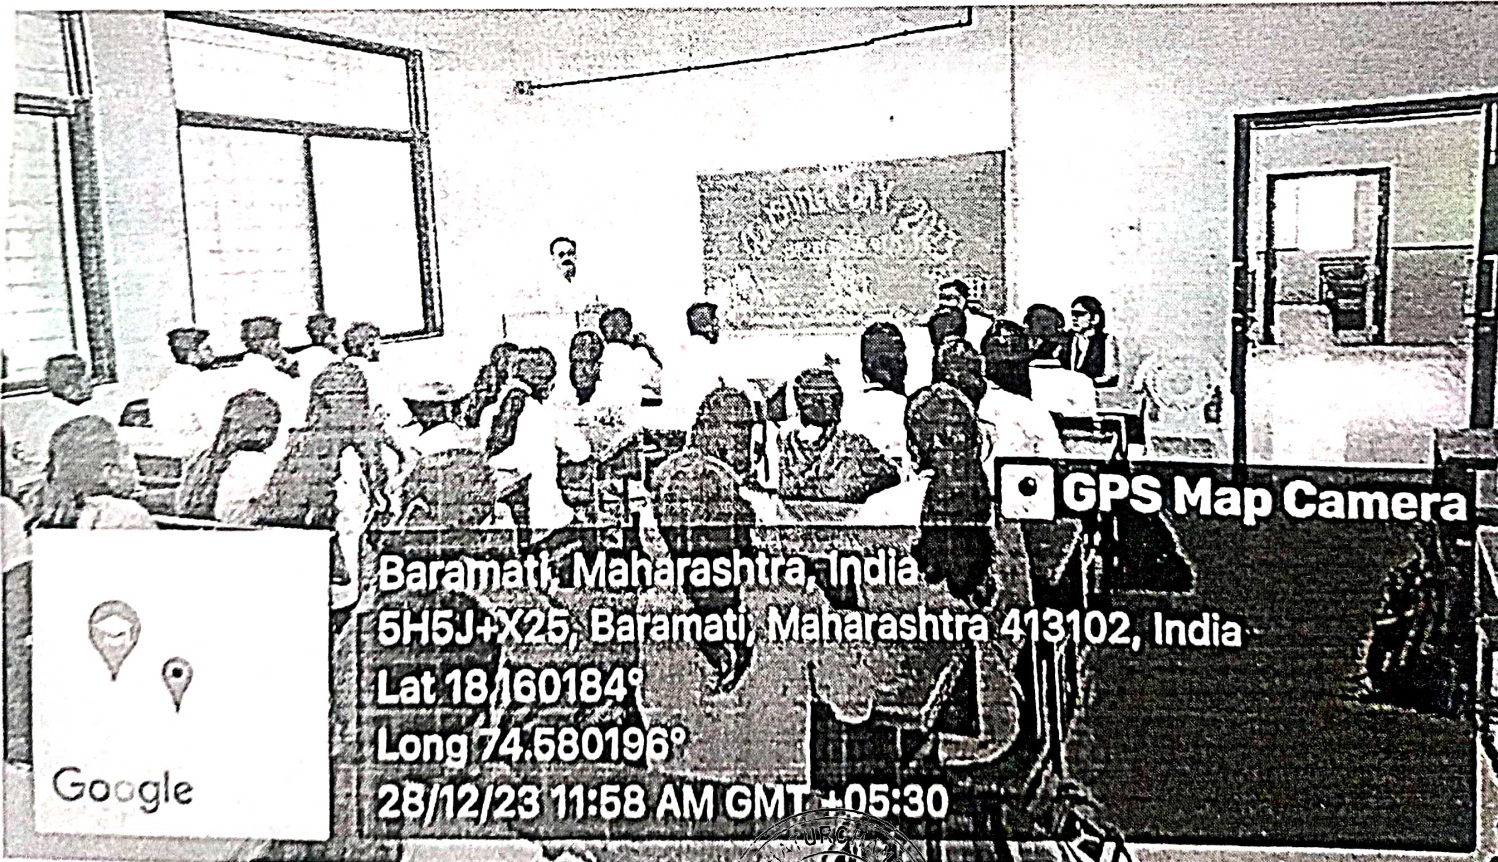 GPS Map Camera
Baramati, Maharashtra, India
5H5J+X25, Baramati, Maharashtra 413102, India
Lat 18.160184°
Long 74.580196°
28/12/23 11:58 AM GMT +05:30
Google